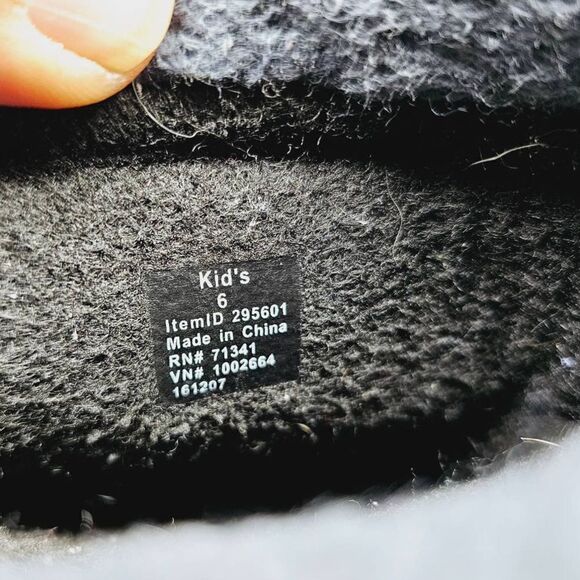 Kid's
6
ItemID 295601
Made in China
RN# 71341
VN# 1002664
161207